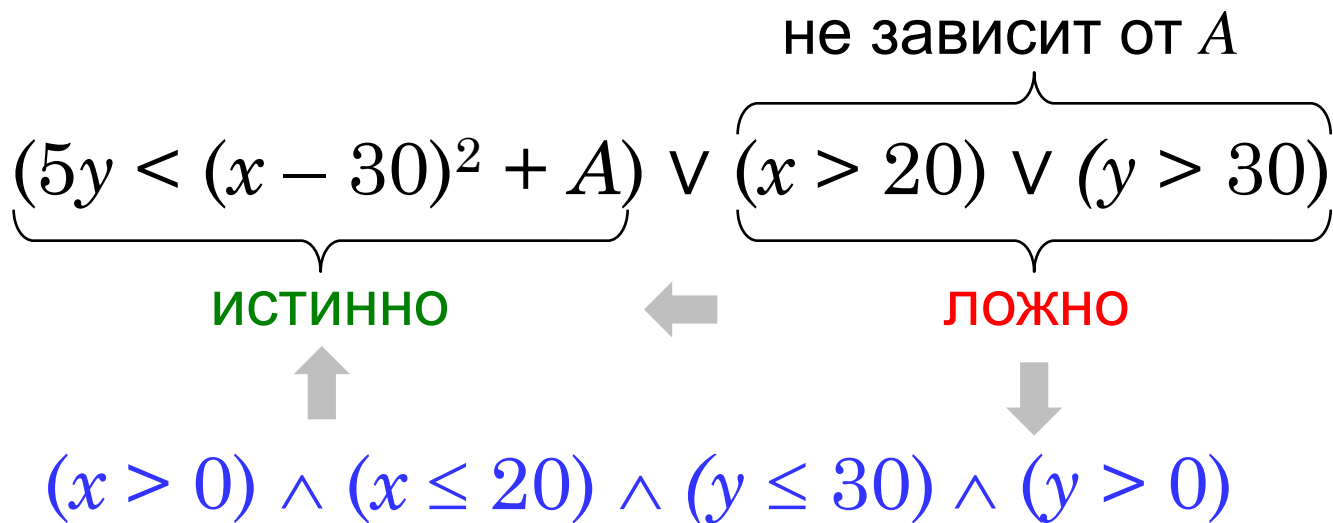 не зависит от A
(5y < (x – 30)² + A) ∨ (x > 20) ∨ (y > 30)
истинно ложно
(x > 0) ∧ (x ≤ 20) ∧ (y ≤ 30) ∧ (y > 0)